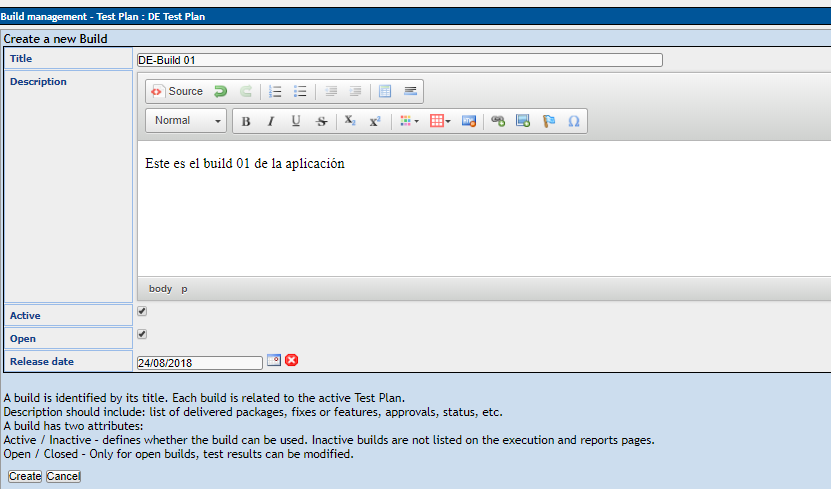 Build management - Test Plan : DE Test Plan
Create a new Build
Title
DE-Build 01
Description
Source
Normal
B I U S X₂ X²
Este es el build 01 de la aplicación
body p
Active
Open
Release date
24/08/2018
A build is identified by its title. Each build is related to the active Test Plan.
Description should include: list of delivered packages, fixes or features, approvals, status, etc.
A build has two attributes:
Active / Inactive - defines whether the build can be used. Inactive builds are not listed on the execution and reports pages.
Open / Closed - Only for open builds, test results can be modified.
Create Cancel